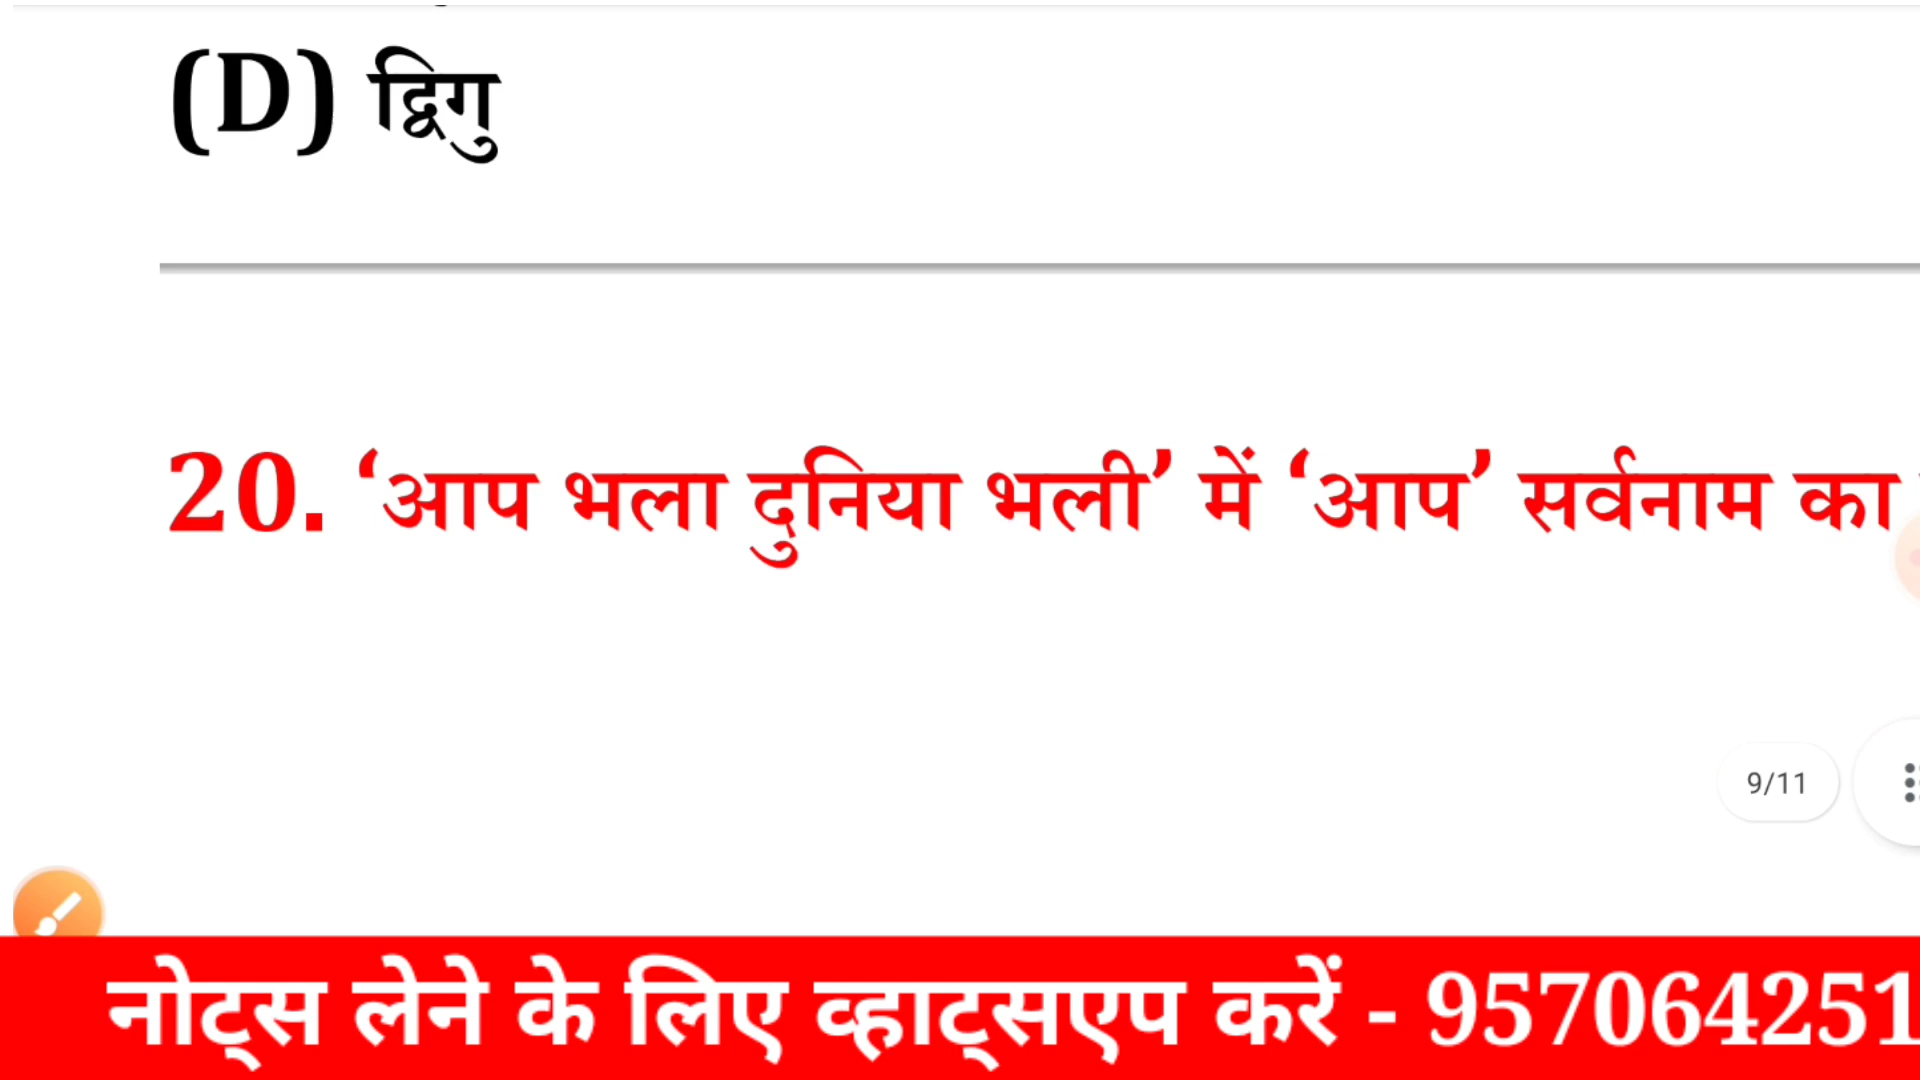 (D) द्विगु
20. ‘आप भला दुनिया भली’ में ‘आप’ सर्वनाम का
9/11
नोट्स लेने के लिए व्हाट्सएप करें - 957064251